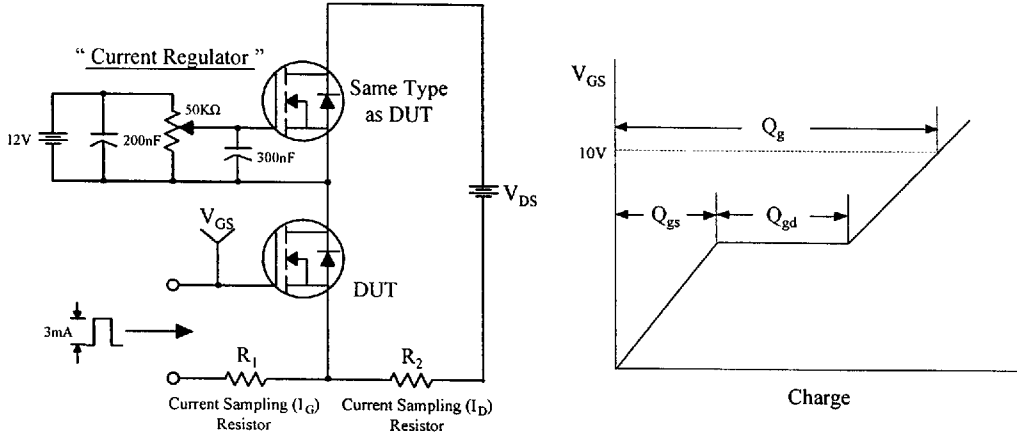 “ Current Regulator ”
12V
200nF
50KΩ
300nF
Same Type
as DUT
V_DS
V_GS
DUT
3mA
R_1
R_2
Current Sampling (I_G)
Resistor
Current Sampling (I_D)
Resistor
V_GS
10V
Q_g
Q_gs
Q_gd
Charge